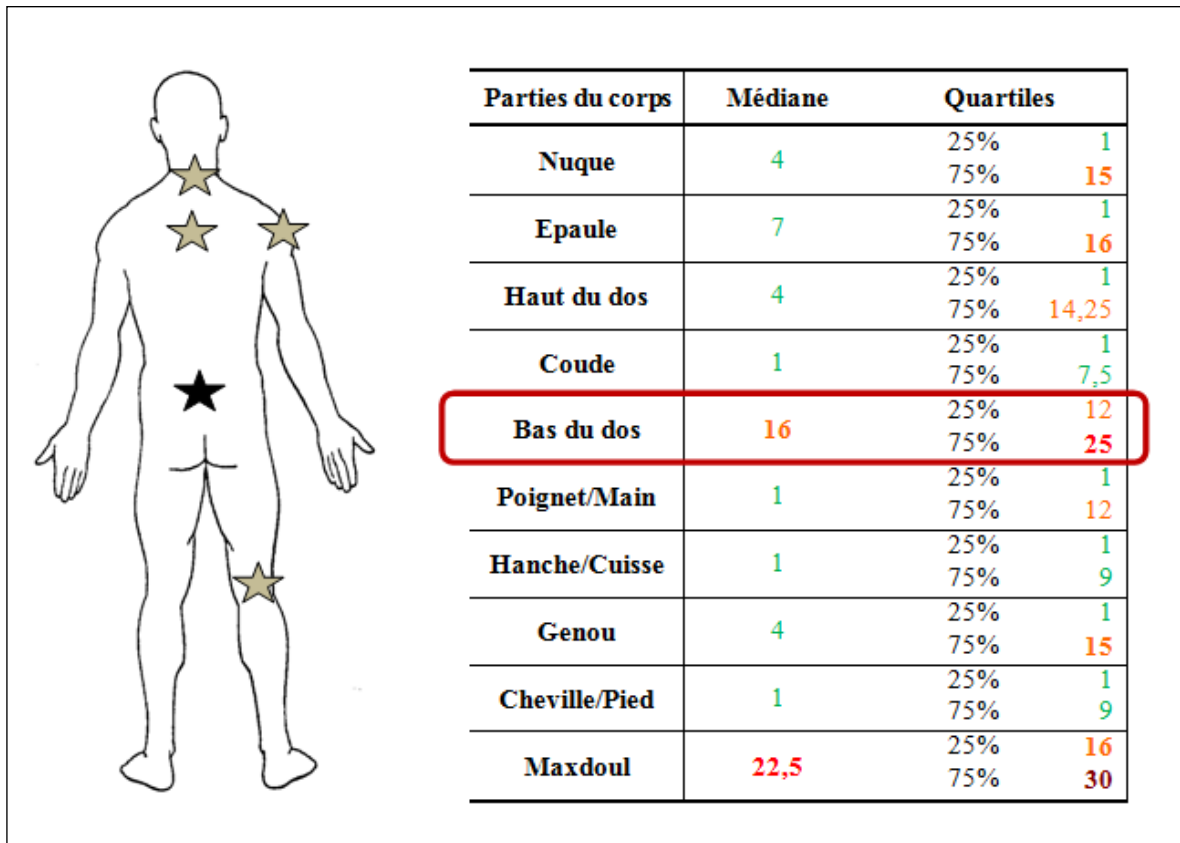 Parties du corps Médiane Quartiles
Nuque 4 25% 1
75% 15
Epaule 7 25% 1
75% 16
Haut du dos 4 25% 1
75% 14,25
Coude 1 25% 1
75% 7,5
Bas du dos 16 25% 12
75% 25
Poignet/Main 1 25% 1
75% 12
Hanche/Cuisse 1 25% 1
75% 9
Genou 4 25% 1
75% 15
Cheville/Pied 1 25% 1
75% 9
Maxdoul 22,5 25% 16
75% 30